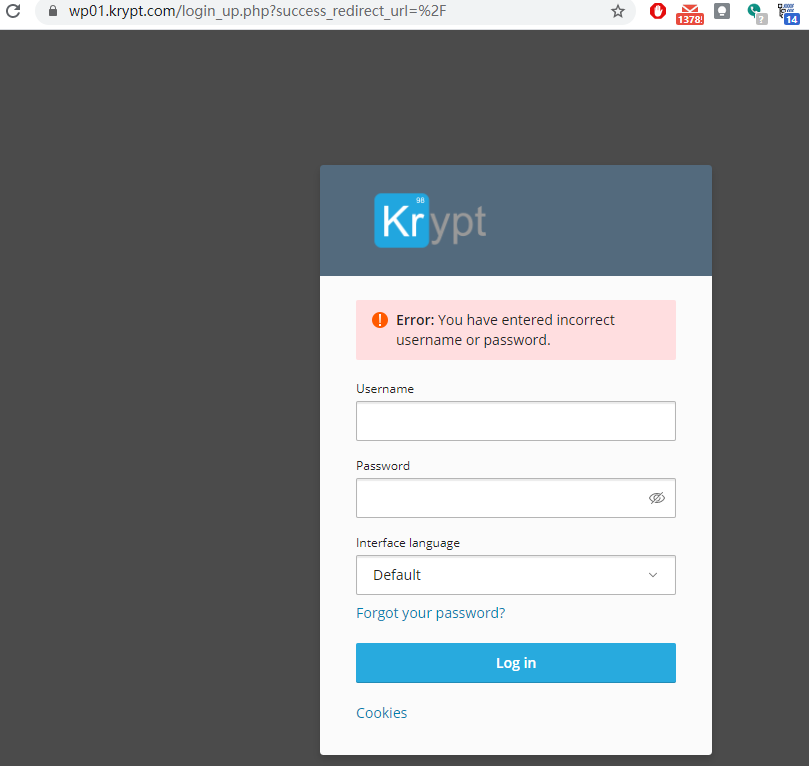 wp01.krypt.com/login_up.php?success_redirect_url=%2F
1378!
?
14
98
Krypt
Error: You have entered incorrect
username or password.
Username
Password
Interface language
Default
Forgot your password?
Log in
Cookies